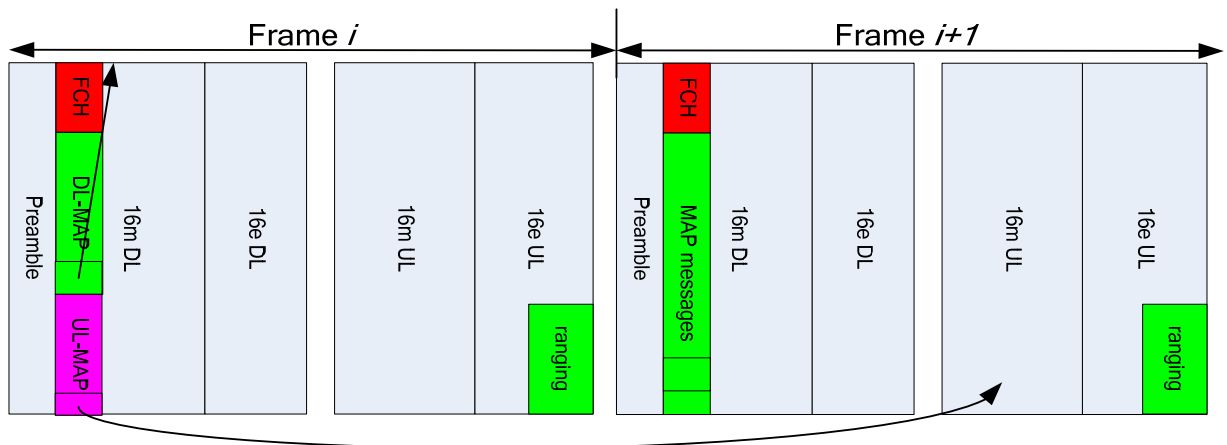 Frame i
Frame i+1
Preamble
FCH
DL-MAP
UL-MAP
16m DL
16e DL
16m UL
16e UL
ranging
Preamble
FCH
MAP messages
16m DL
16e DL
16m UL
16e UL
ranging